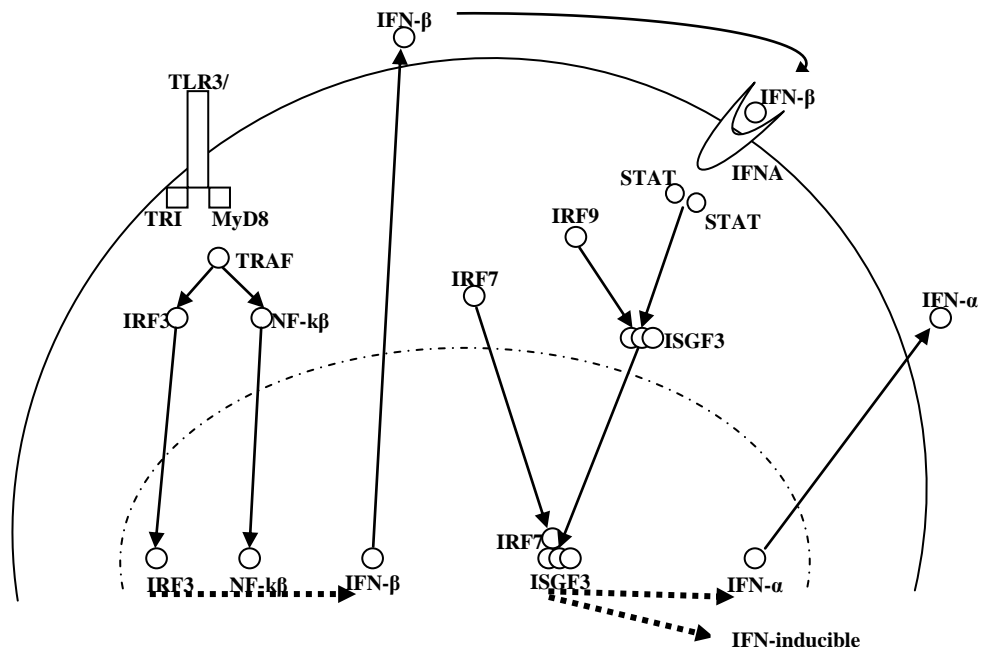 IFN-β
TLR3/
IFN-β
IFNA
STAT
STAT
TRI
MyD8
IRF9
TRAF
IRF7
IFN-α
IRF3
NF-kβ
ISGF3
IRF7
IRF3
NF-kβ
IFN-β
ISGF3
IFN-α
IFN-inducible